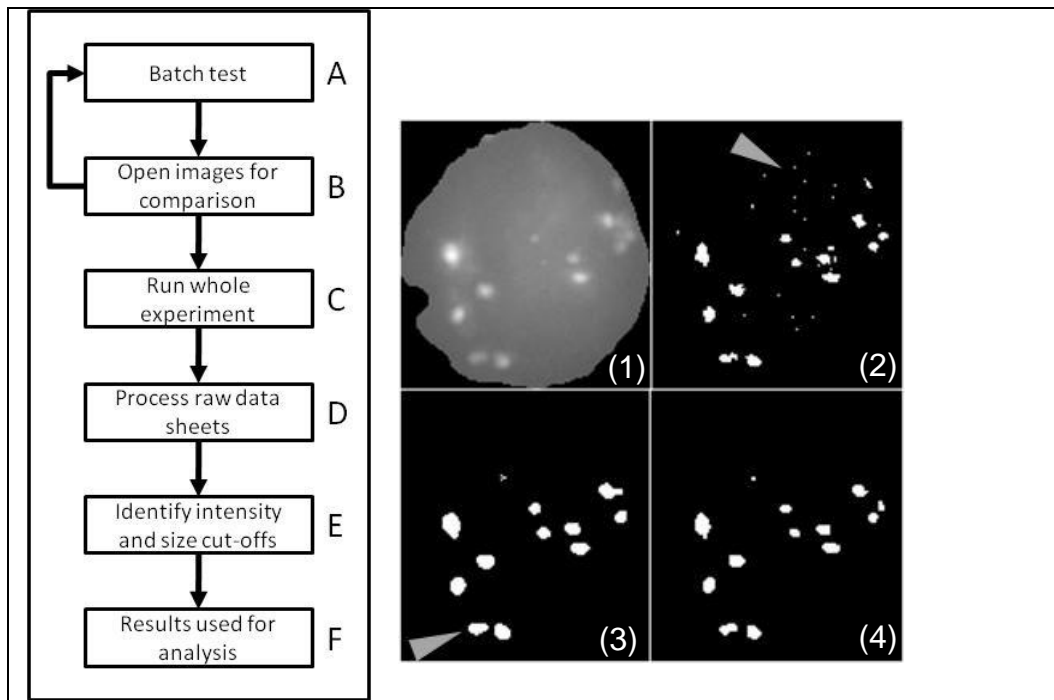 Batch test
A
Open images for
comparison
B
Run whole
experiment
C
Process raw data
sheets
D
Identify intensity
and size cut-offs
E
Results used for
analysis
F
(1)
(2)
(3)
(4)